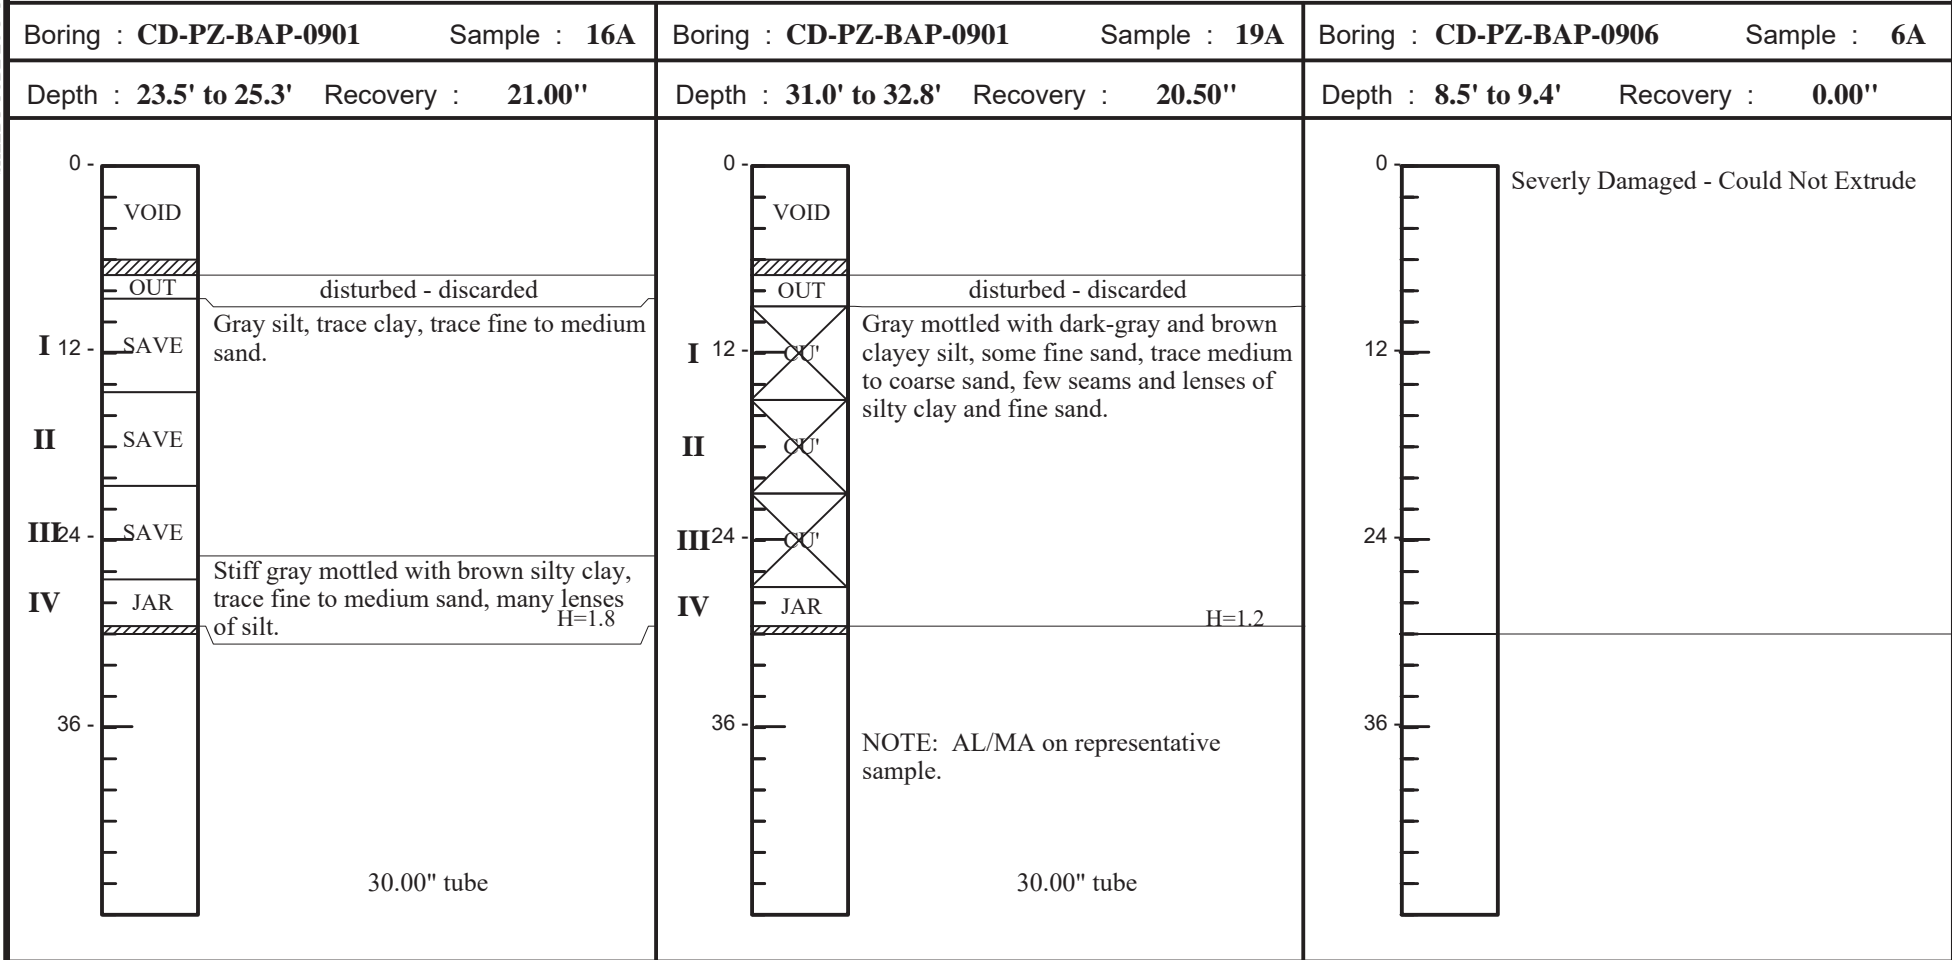 Boring : CD-PZ-BAP-0901 Sample : 16A
Depth : 23.5' to 25.3' Recovery : 21.00"
0 -
VOID
OUT
disturbed - discarded
Gray silt, trace clay, trace fine to medium
sand.
I 12 - SAVE
II SAVE
III 24 - SAVE
Stiff gray mottled with brown silty clay,
trace fine to medium sand, many lenses
of silt.
IV JAR
H=1.8
36 -
30.00" tube
Boring : CD-PZ-BAP-0901 Sample : 19A
Depth : 31.0' to 32.8' Recovery : 20.50"
0 -
VOID
OUT
disturbed - discarded
Gray mottled with dark-gray and brown
clayey silt, some fine sand, trace medium
to coarse sand, few seams and lenses of
silty clay and fine sand.
I 12 - CU'
II CU'
III 24 - CU'
IV JAR
H=1.2
36 -
NOTE: AL/MA on representative
sample.
30.00" tube
Boring : CD-PZ-BAP-0906 Sample : 6A
Depth : 8.5' to 9.4' Recovery : 0.00"
0 -
Severly Damaged - Could Not Extrude
12 -
24 -
36 -